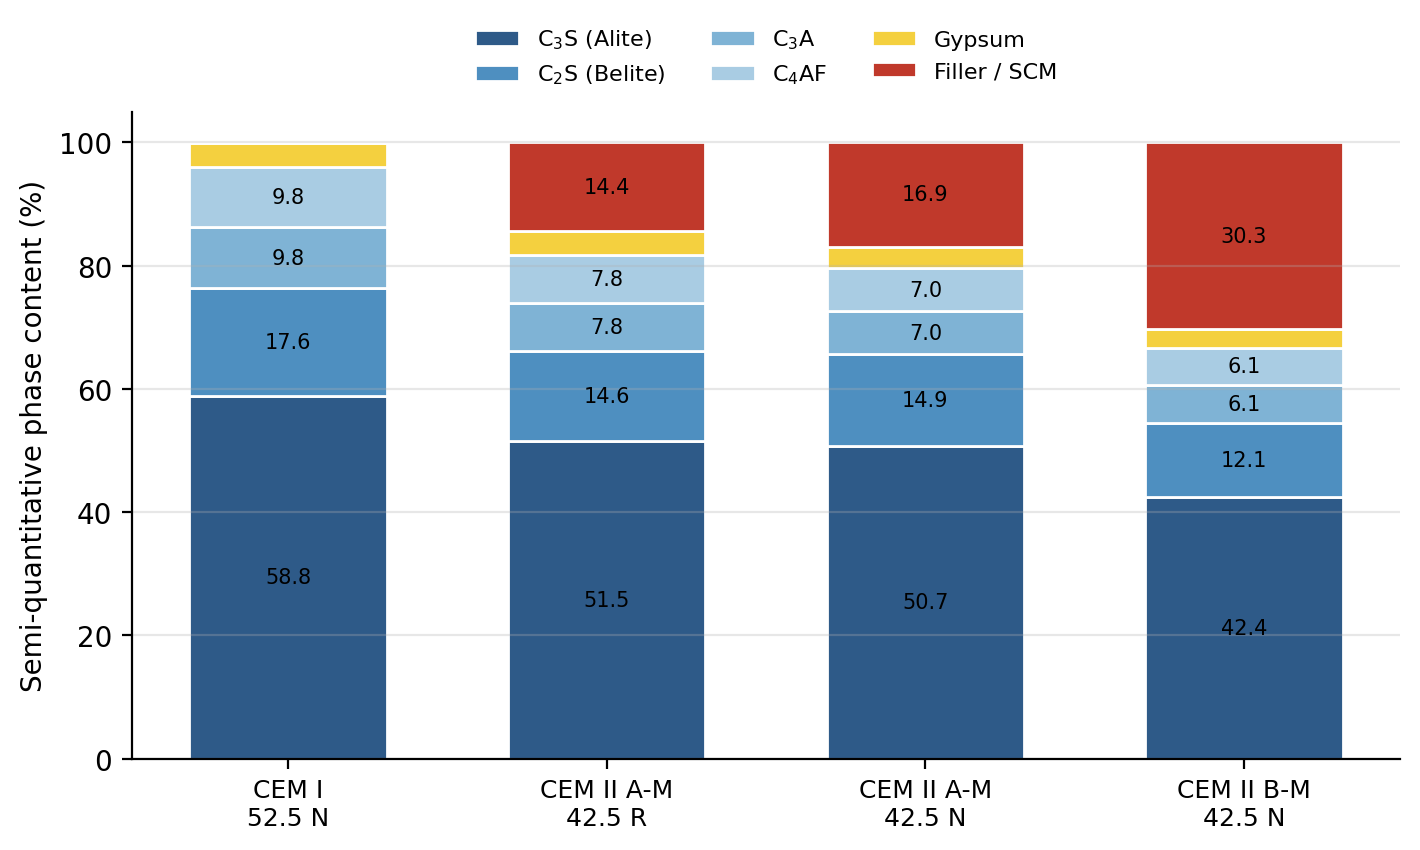 C₃S (Alite)
C₂S (Belite)
C₃A
C₄AF
Gypsum
Filler / SCM
Semi-quantitative phase content (%)
100
80
60
40
20
0
9.8
9.8
17.6
58.8
14.4
7.8
7.8
14.6
51.5
16.9
7.0
7.0
14.9
50.7
30.3
6.1
6.1
12.1
42.4
CEM I
52.5 N
CEM II A-M
42.5 R
CEM II A-M
42.5 N
CEM II B-M
42.5 N